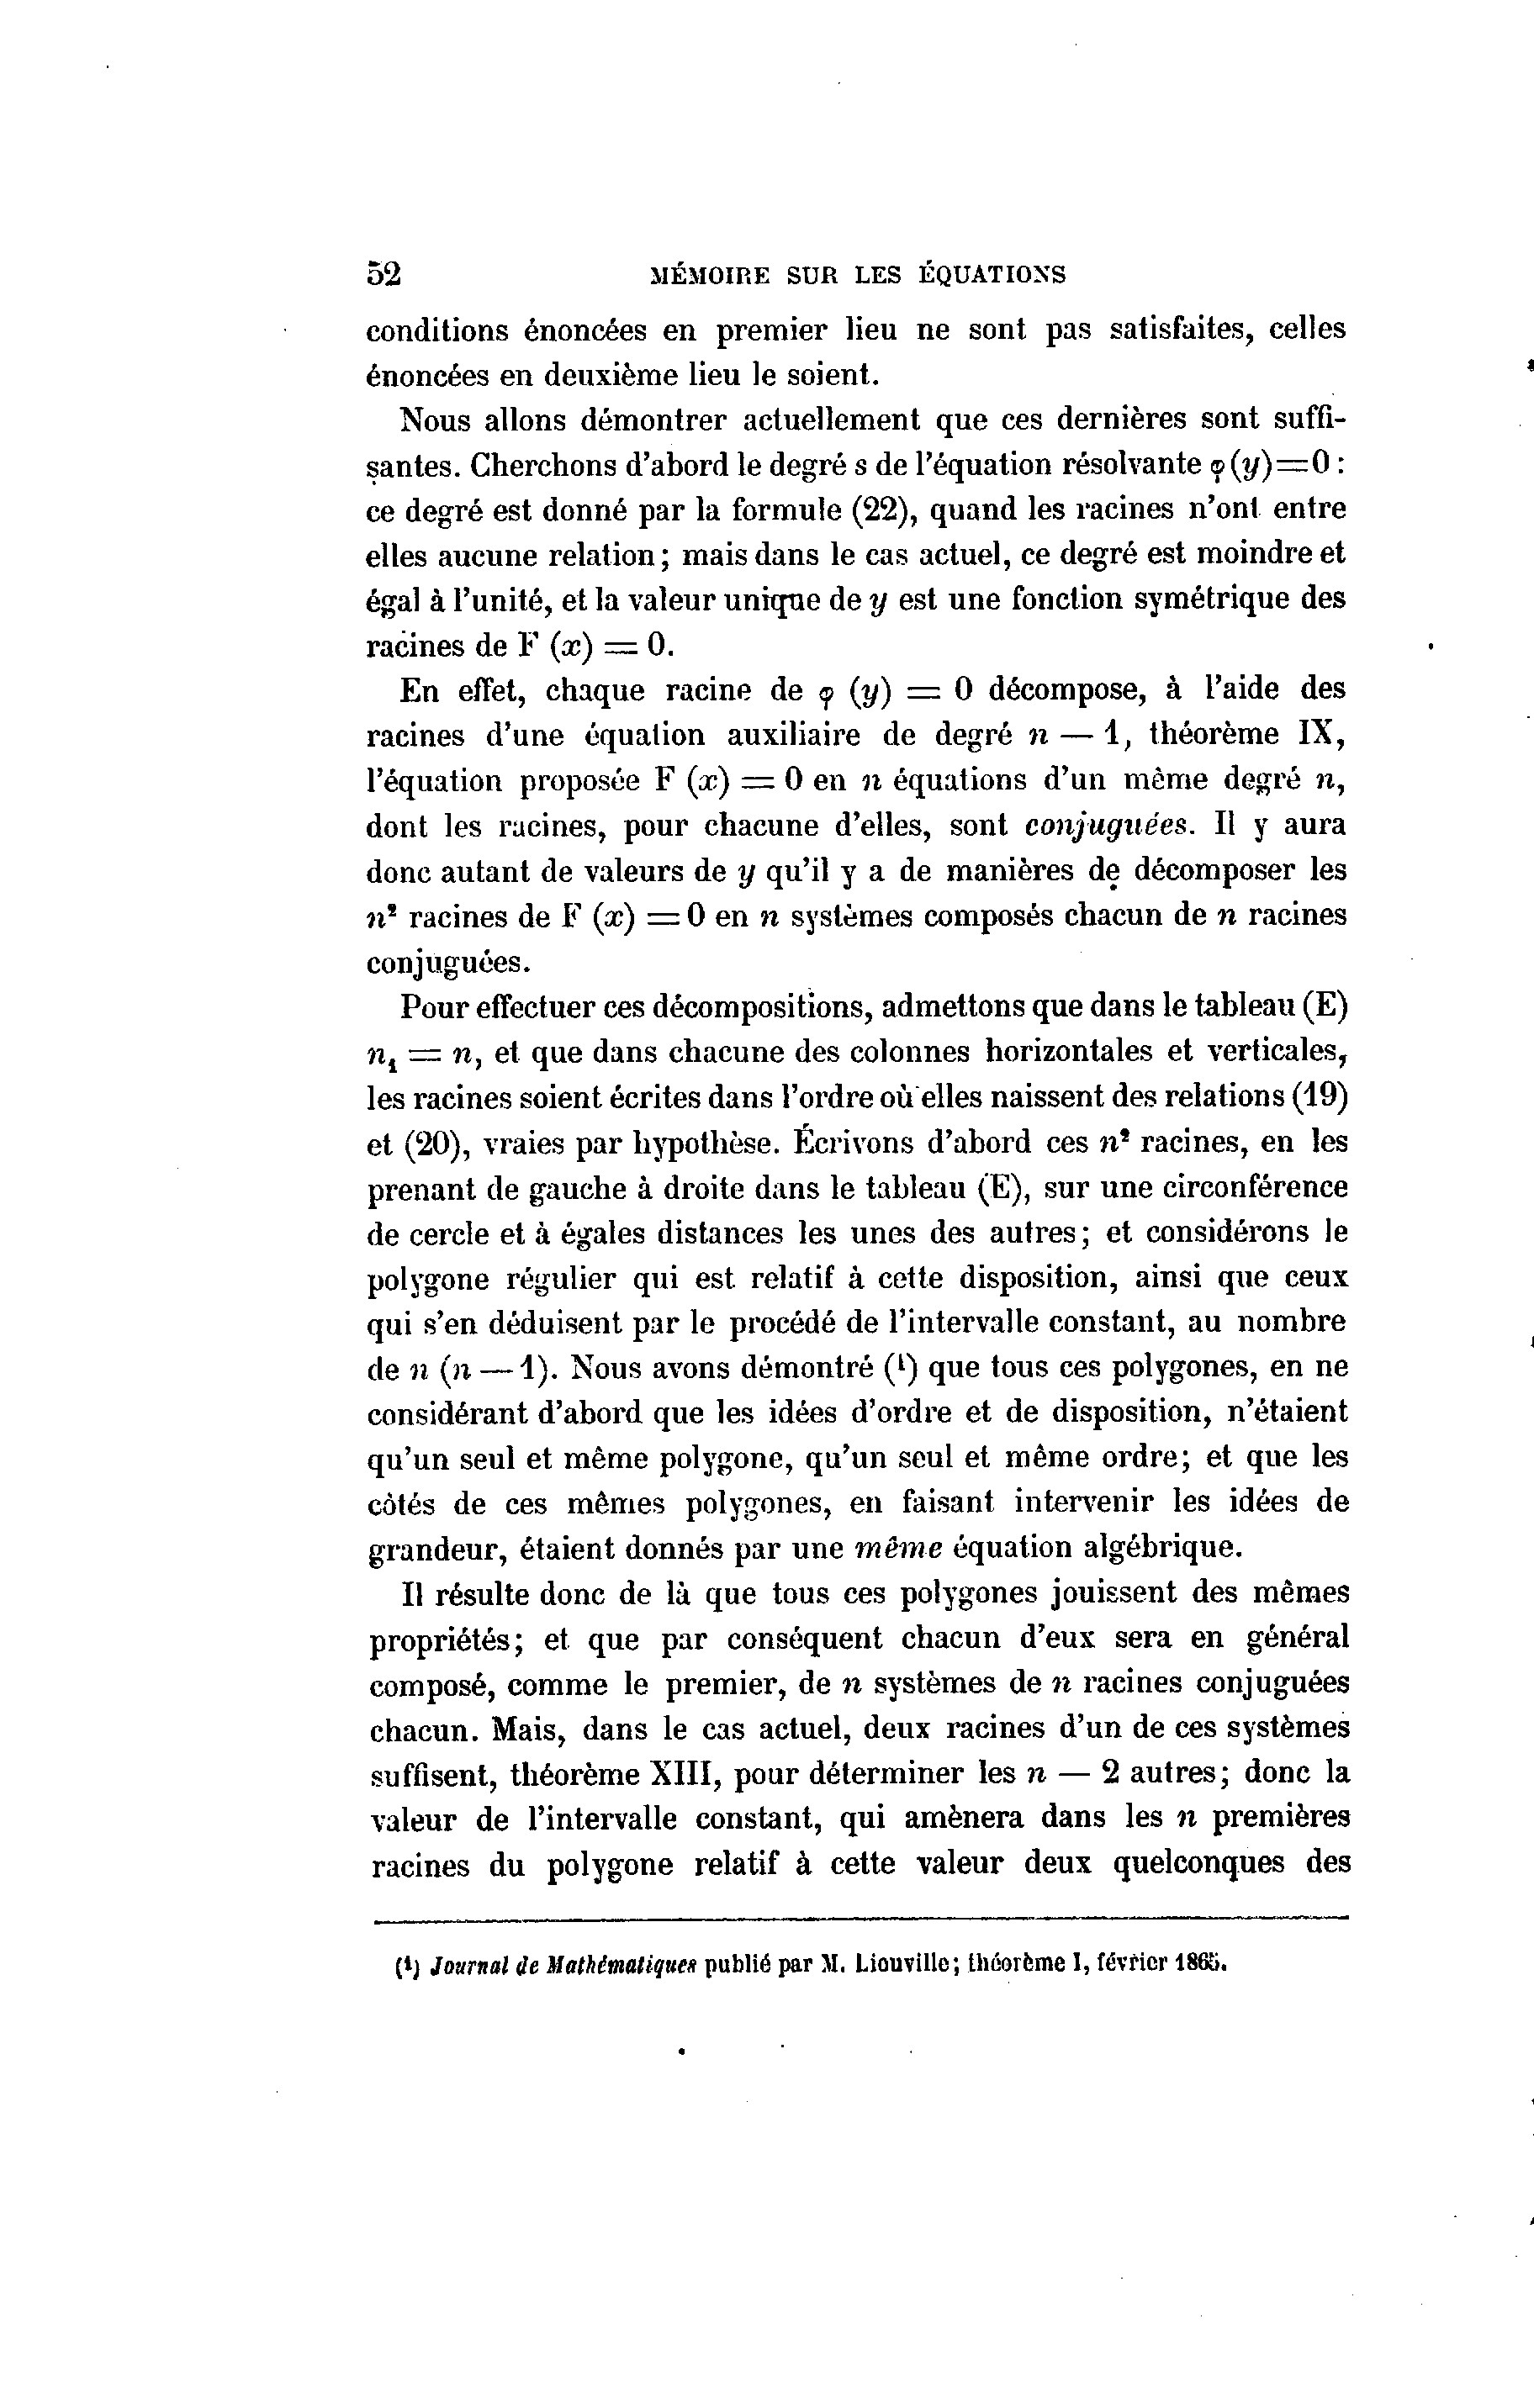 52 MÉMOIRE SUR LES ÉQUATIONS
conditions énoncées en premier lieu ne sont pas satisfaites, celles
énoncées en deuxième lieu le soient.
Nous allons démontrer actuellement que ces dernières sont suffi-
santes. Cherchons d'abord le degré s de l'équation résolvante φ (y) = 0 :
ce degré est donné par la formule (22), quand les racines n'ont entre
elles aucune relation; mais dans le cas actuel, ce degré est moindre et
égal à l'unité, et la valeur unique de y est une fonction symétrique des
racines de F (x) = 0.
En effet, chaque racine de φ (y) = 0 décompose, à l'aide des
racines d'une équation auxiliaire de degré n — 1, théorème IX,
l'équation proposée F (x) = 0 en n équations d'un même degré n,
dont les racines, pour chacune d'elles, sont conjuguées. Il y aura
donc autant de valeurs de y qu'il y a de manières de décomposer les
n² racines de F (x) = 0 en n systèmes composés chacun de n racines
conjuguées.
Pour effectuer ces décompositions, admettons que dans le tableau (E)
n₁ = n, et que dans chacune des colonnes horizontales et verticales,
les racines soient écrites dans l'ordre où elles naissent des relations (19)
et (20), vraies par hypothèse. Écrivons d'abord ces n² racines, en les
prenant de gauche à droite dans le tableau (E), sur une circonférence
de cercle et à égales distances les unes des autres; et considérons le
polygone régulier qui est relatif à cette disposition, ainsi que ceux
qui s'en déduisent par le procédé de l'intervalle constant, au nombre
de n (n — 1). Nous avons démontré (¹) que tous ces polygones, en ne
considérant d'abord que les idées d'ordre et de disposition, n'étaient
qu'un seul et même polygone, qu'un seul et même ordre; et que les
côtés de ces mêmes polygones, en faisant intervenir les idées de
grandeur, étaient donnés par une même équation algébrique.
Il résulte donc de là que tous ces polygones jouissent des mêmes
propriétés; et que par conséquent chacun d'eux sera en général
composé, comme le premier, de n systèmes de n racines conjuguées
chacun. Mais, dans le cas actuel, deux racines d'un de ces systèmes
suffisent, théorème XIII, pour déterminer les n — 2 autres; donc la
valeur de l'intervalle constant, qui amènera dans les n premières
racines du polygone relatif à cette valeur deux quelconques des
(¹) Journal de Mathématiques publié par M. Liouville; théorème I, février 1865.